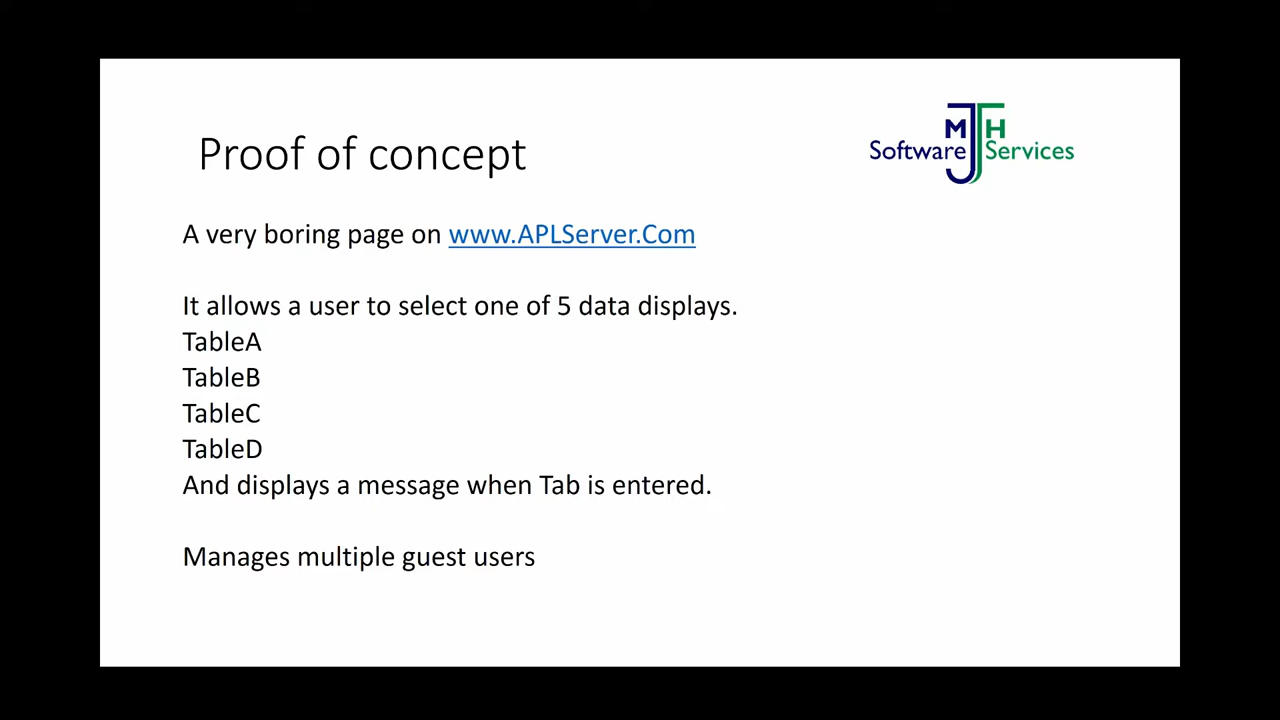 Proof of concept
MJH
Software Services
A very boring page on www.APLServer.Com
It allows a user to select one of 5 data displays.
TableA
TableB
TableC
TableD
And displays a message when Tab is entered.
Manages multiple guest users